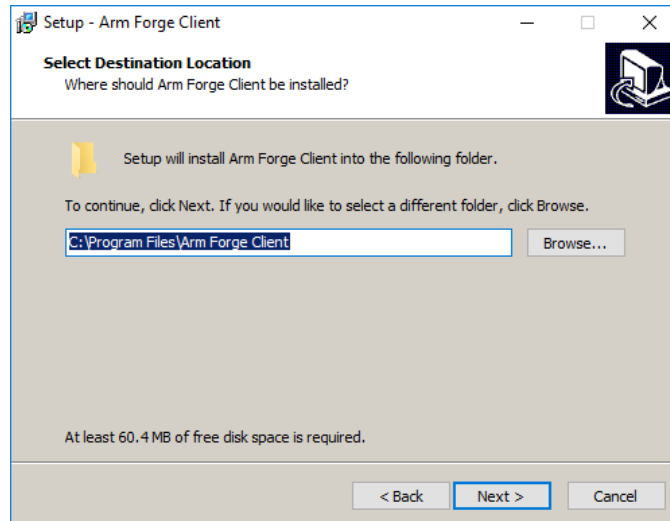 Setup - Arm Forge Client
Select Destination Location
Where should Arm Forge Client be installed?
Setup will install Arm Forge Client into the following folder.
To continue, click Next. If you would like to select a different folder, click Browse.
C:\Program Files\Arm Forge Client
Browse...
At least 60.4 MB of free disk space is required.
< Back
Next >
Cancel